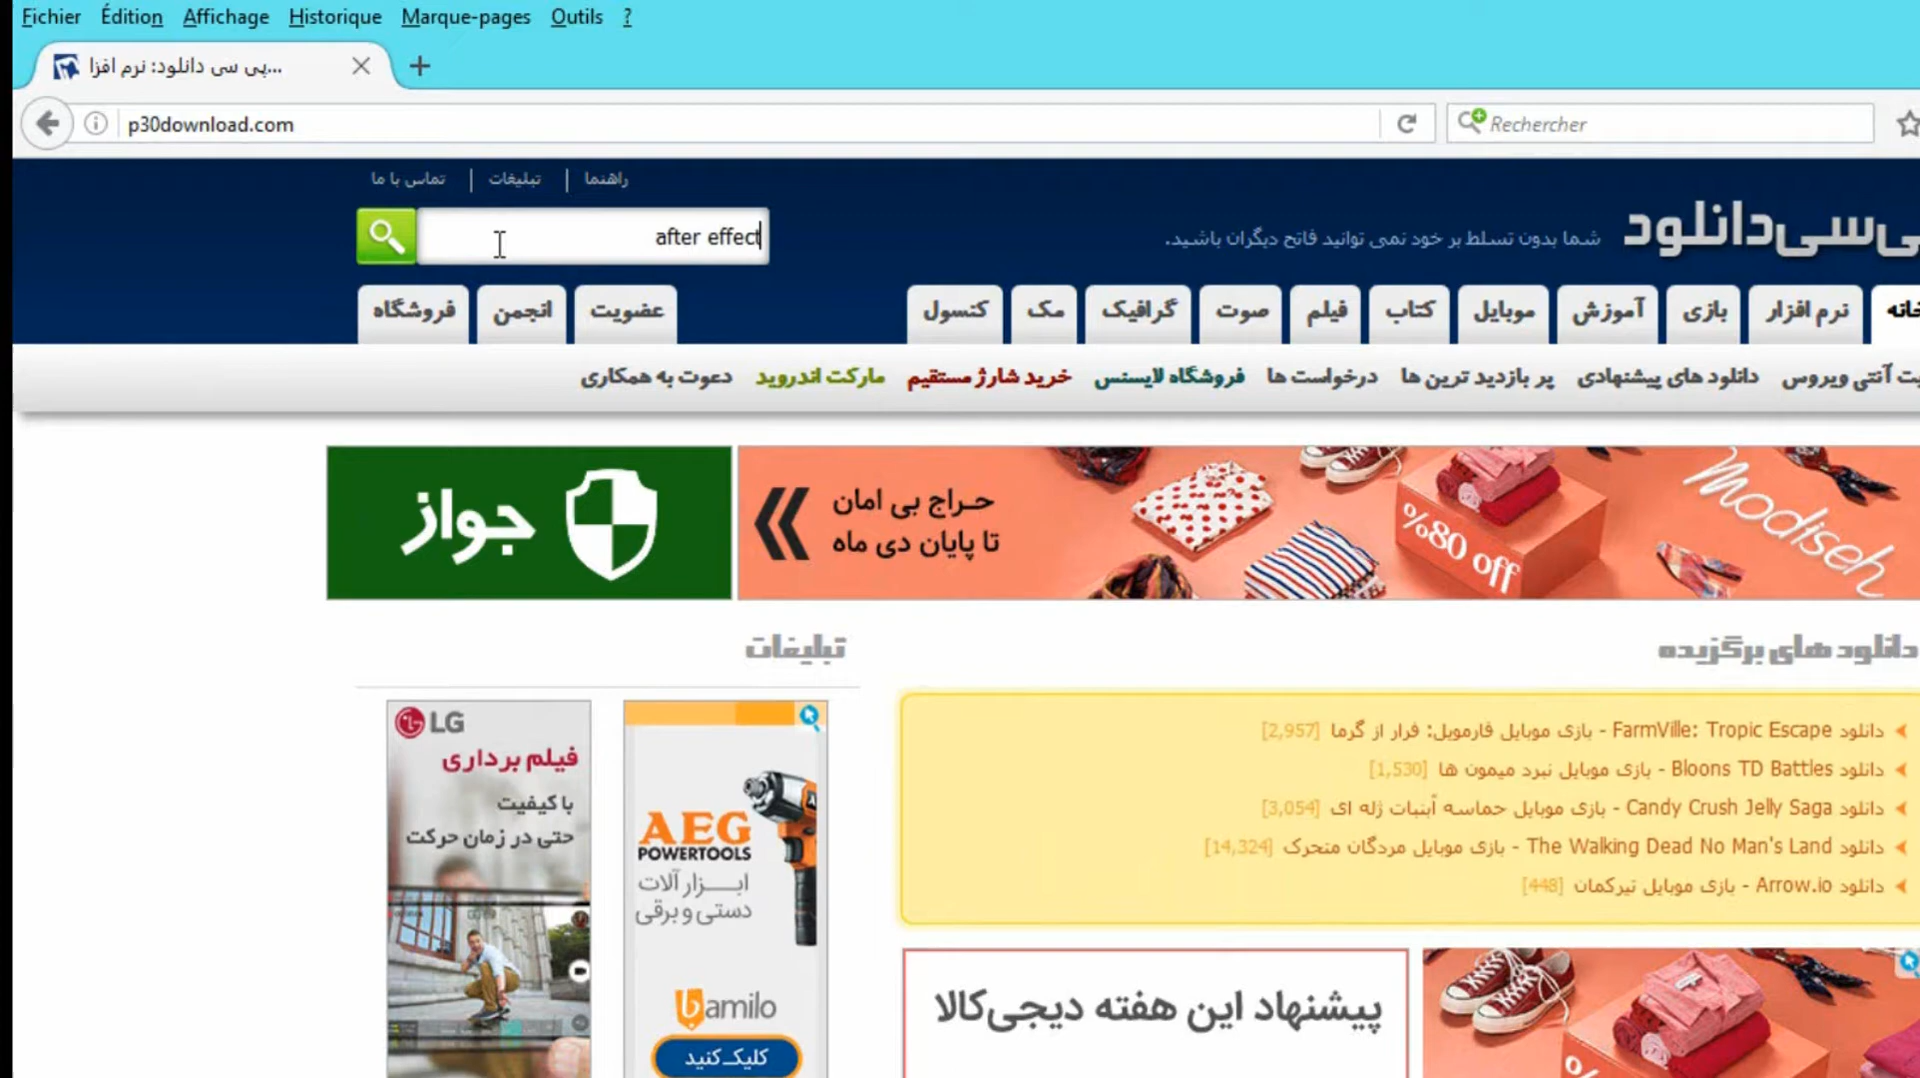 Fichier Édition Affichage Historique Marque-pages Outils ?
پی سی دانلود: نرم افزا...
p30download.com
Rechercher
راهنما | تبلیغات | تماس با ما
after effect
شما بدون تسلط بر خود نمی توانید فاتح دیگران باشید.
نرم افزار بازی آموزش موبایل کتاب فیلم صوت گرافیک مک کنسول
عضویت انجمن فروشگاه
آنتی ویروس دانلود های پیشنهادی پر بازدید ترین ها درخواست ها فروشگاه لایسنس خرید شارژ مستقیم مارکت اندروید دعوت به همکاری
Modiseh
%80 off
حراج بی امان
تا پایان دی ماه
جواز
دانلود های برگزیده
دانلود FarmVille: Tropic Escape - بازی موبایل فارمویل: فرار از گرما [2,957]
دانلود Bloons TD Battles - بازی موبایل نبرد میمون ها [1,530]
دانلود Candy Crush Jelly Saga - بازی موبایل حماسه آبنبات ژله ای [3,054]
دانلود The Walking Dead No Man's Land - بازی موبایل مردگان متحرک [14,324]
دانلود Arrow.io - بازی موبایل تیرکمان [448]
پیشنهاد این هفته دیجی‌کالا
تبلیغات
AEG
POWERTOOLS
ابـــزار آلات
دستی و برقی
bamilo
کلیک کنید
LG
فیلم برداری
با کیفیت
حتی در زمان حرکت